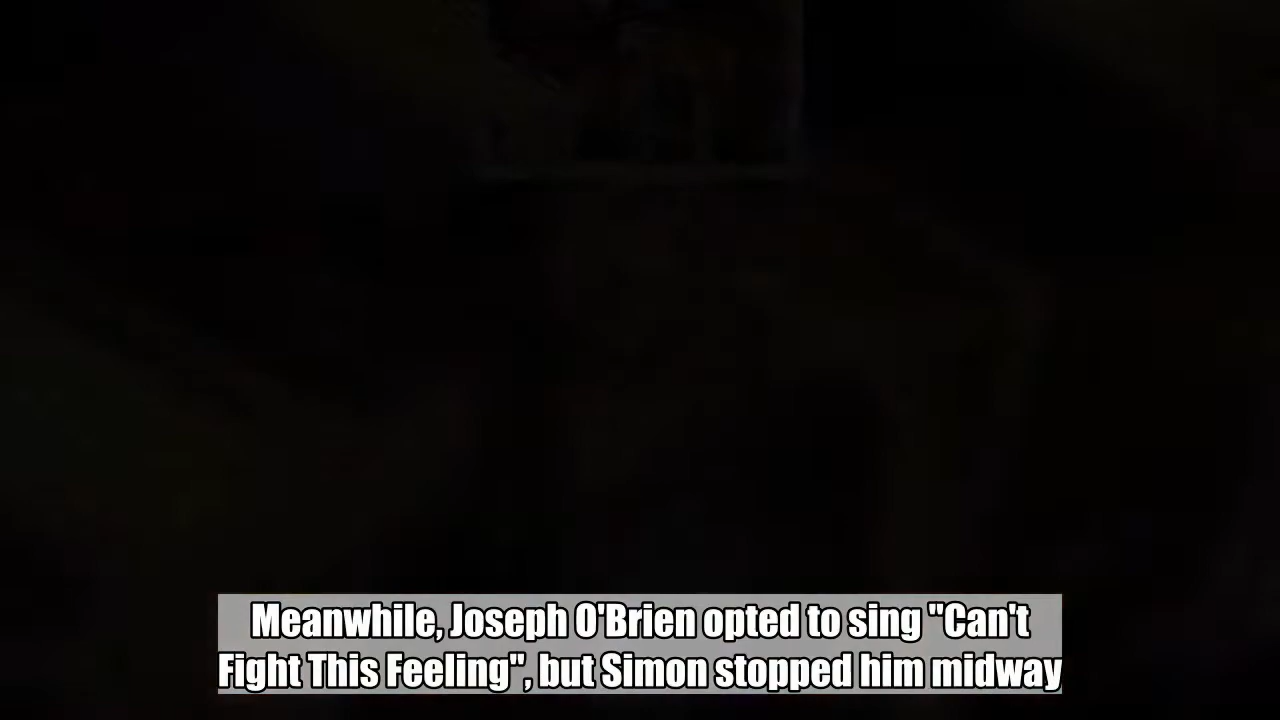 Meanwhile, Joseph O'Brien opted to sing "Can't
Fight This Feeling", but Simon stopped him midway